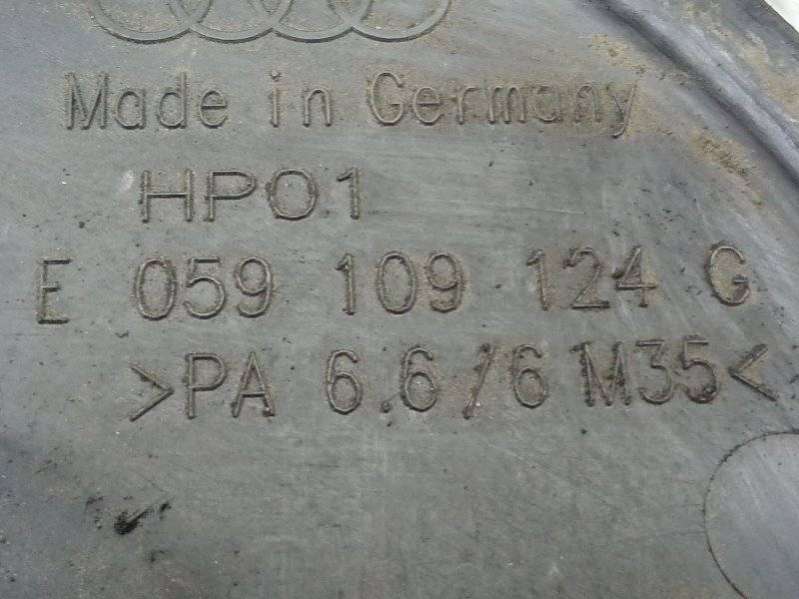 Made in Germany
HP01
E 059 109 124 G
>PA 6.6/6 M35<